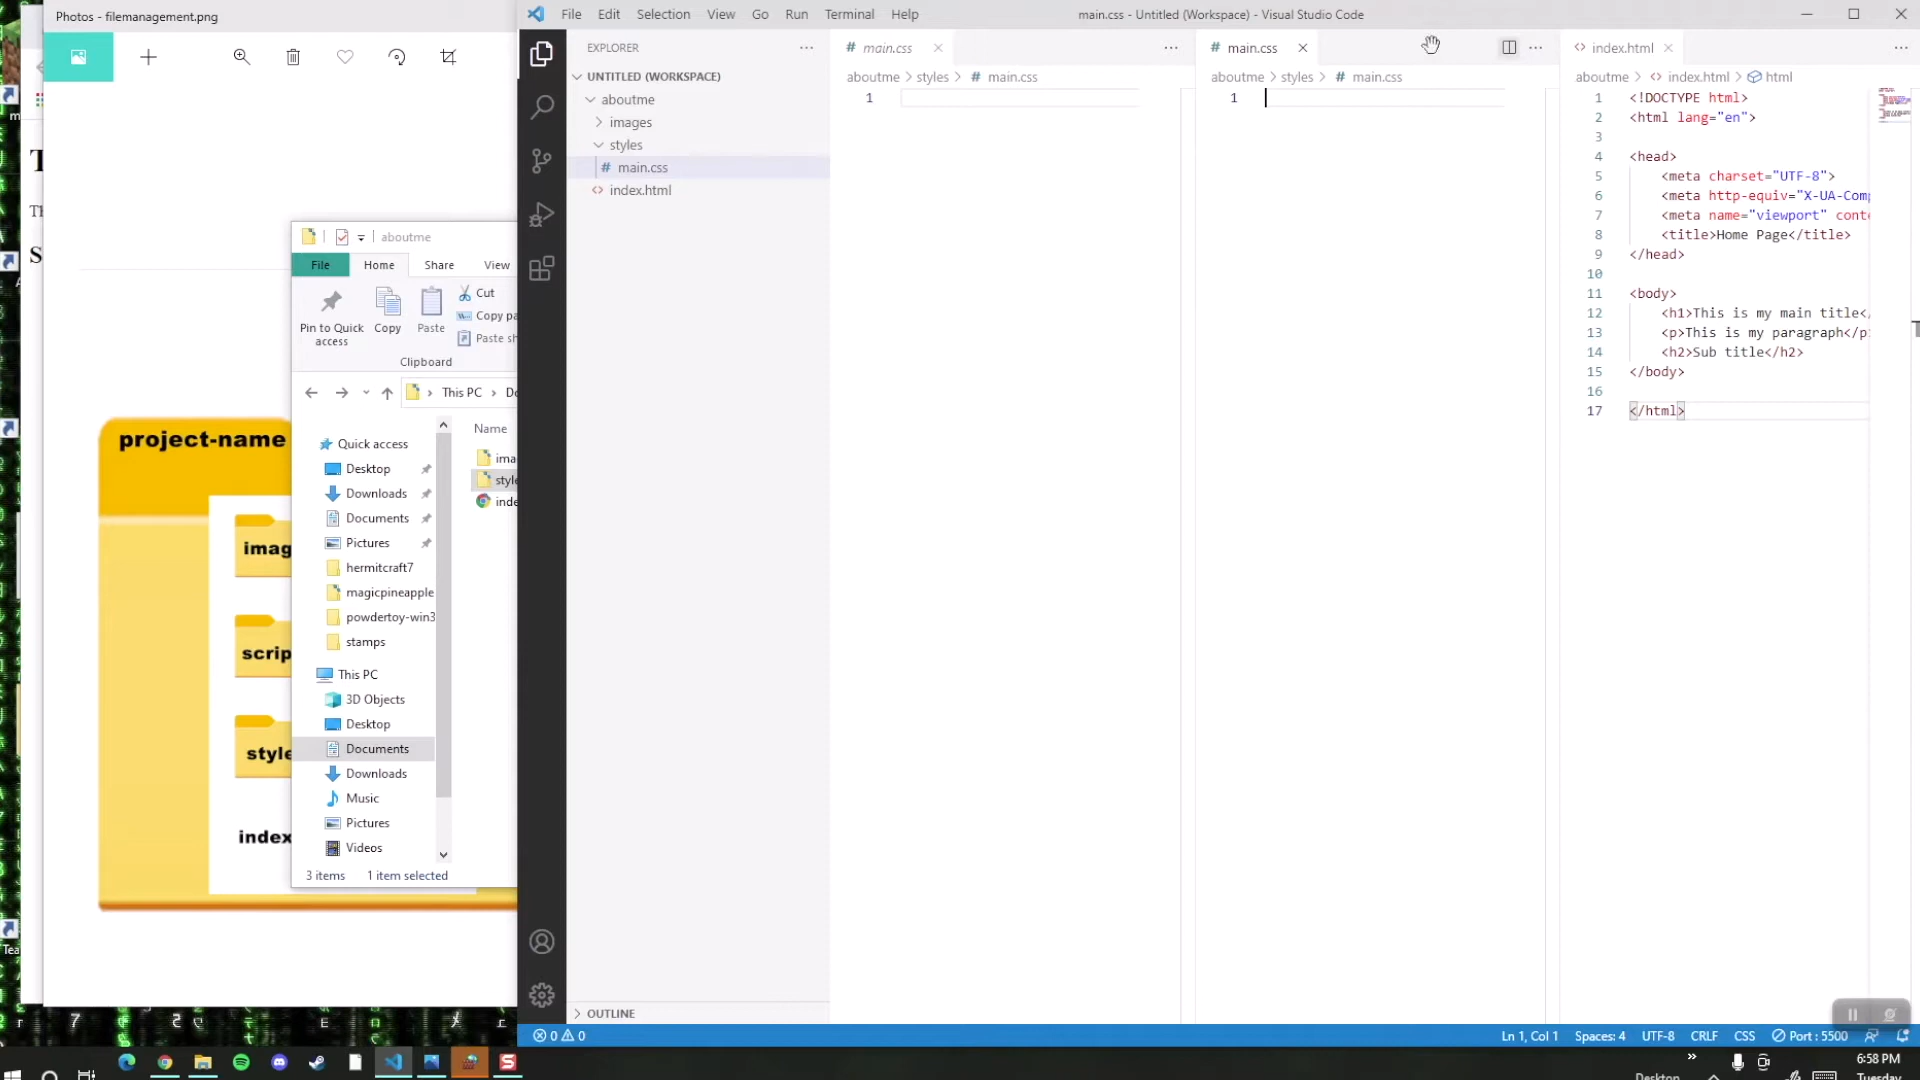 Photos - filemanagement.png
project-name
imag
scrip
style
index
aboutme
File Home Share View
Pin to Quick access
Copy
Paste
Cut
Copy pa
Paste sh
Clipboard
This PC
Name
ima
style
inde
Quick access
Desktop
Downloads
Documents
Pictures
hermitcraft7
magicpineapple
powdertoy-win3
stamps
This PC
3D Objects
Desktop
Documents
Downloads
Music
Pictures
Videos
3 items 1 item selected
File Edit Selection View Go Run Terminal Help
main.css - Untitled (Workspace) - Visual Studio Code
EXPLORER
UNTITLED (WORKSPACE)
aboutme
images
styles
# main.css
<> index.html
OUTLINE
# main.css
aboutme > styles > # main.css
1
# main.css
aboutme > styles > # main.css
1
<> index.html
aboutme > <> index.html > html
1 <!DOCTYPE html>
2 <html lang="en">
3
4 <head>
5 <meta charset="UTF-8">
6 <meta http-equiv="X-UA-Comp
7 <meta name="viewport" conte
8 <title>Home Page</title>
9 </head>
10
11 <body>
12 <h1>This is my main title</
13 <p>This is my paragraph</p>
14 <h2>Sub title</h2>
15 </body>
16
17 </html>
0 0
Ln 1, Col 1 Spaces: 4 UTF-8 CRLF CSS Port : 5500
6:58 PM
Desktop
Tuesday